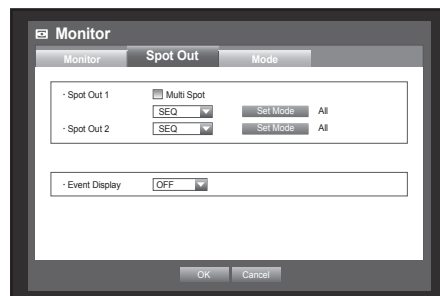 Monitor
Monitor Spot Out Mode
· Spot Out 1 Multi Spot
SEQ Set Mode All
· Spot Out 2 SEQ Set Mode All
· Event Display OFF
OK Cancel